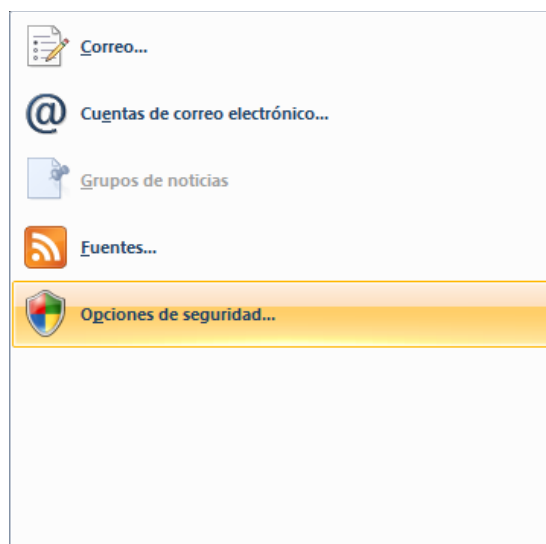 Correo...
Cuentas de correo electrónico...
Grupos de noticias
Fuentes...
Opciones de seguridad...